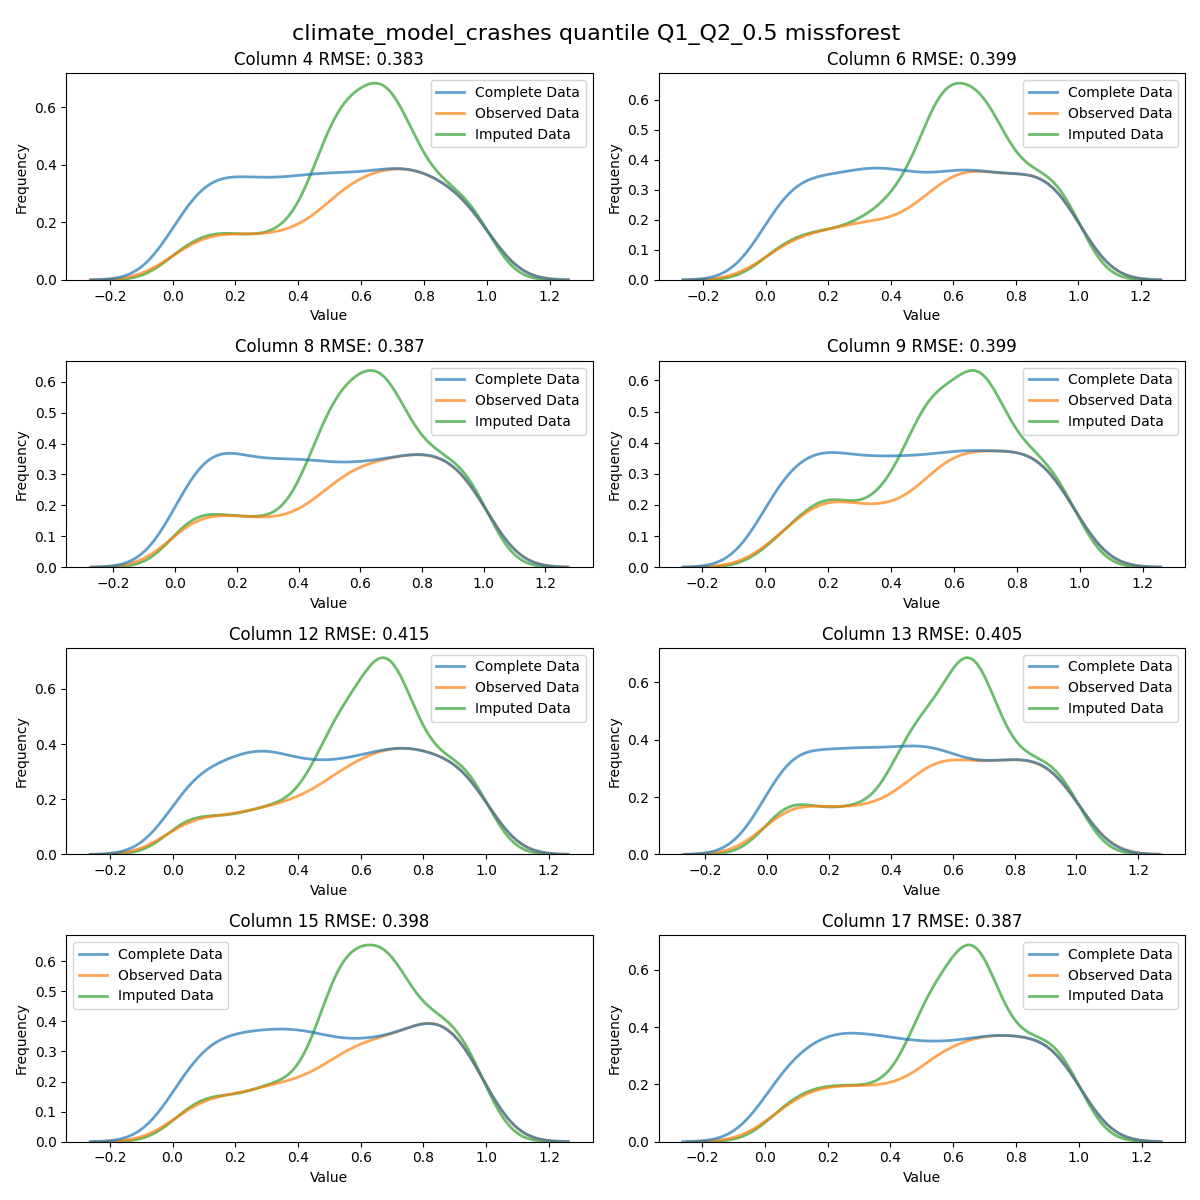 climate_model_crashes quantile Q1_Q2_0.5 missforest
Column 4 RMSE: 0.383
Frequency
0.6
0.4
0.2
0.0
Complete Data
Observed Data
Imputed Data
−0.2 0.0 0.2 0.4 0.6 0.8 1.0 1.2
Value
Column 6 RMSE: 0.399
Frequency
0.6
0.5
0.4
0.3
0.2
0.1
0.0
Complete Data
Observed Data
Imputed Data
−0.2 0.0 0.2 0.4 0.6 0.8 1.0 1.2
Value
Column 8 RMSE: 0.387
Frequency
0.6
0.5
0.4
0.3
0.2
0.1
0.0
Complete Data
Observed Data
Imputed Data
−0.2 0.0 0.2 0.4 0.6 0.8 1.0 1.2
Value
Column 9 RMSE: 0.399
Frequency
0.6
0.5
0.4
0.3
0.2
0.1
0.0
Complete Data
Observed Data
Imputed Data
−0.2 0.0 0.2 0.4 0.6 0.8 1.0 1.2
Value
Column 12 RMSE: 0.415
Frequency
0.6
0.4
0.2
0.0
Complete Data
Observed Data
Imputed Data
−0.2 0.0 0.2 0.4 0.6 0.8 1.0 1.2
Value
Column 13 RMSE: 0.405
Frequency
0.6
0.4
0.2
0.0
Complete Data
Observed Data
Imputed Data
−0.2 0.0 0.2 0.4 0.6 0.8 1.0 1.2
Value
Column 15 RMSE: 0.398
Frequency
0.6
0.5
0.4
0.3
0.2
0.1
0.0
Complete Data
Observed Data
Imputed Data
−0.2 0.0 0.2 0.4 0.6 0.8 1.0 1.2
Value
Column 17 RMSE: 0.387
Frequency
0.6
0.4
0.2
0.0
Complete Data
Observed Data
Imputed Data
−0.2 0.0 0.2 0.4 0.6 0.8 1.0 1.2
Value